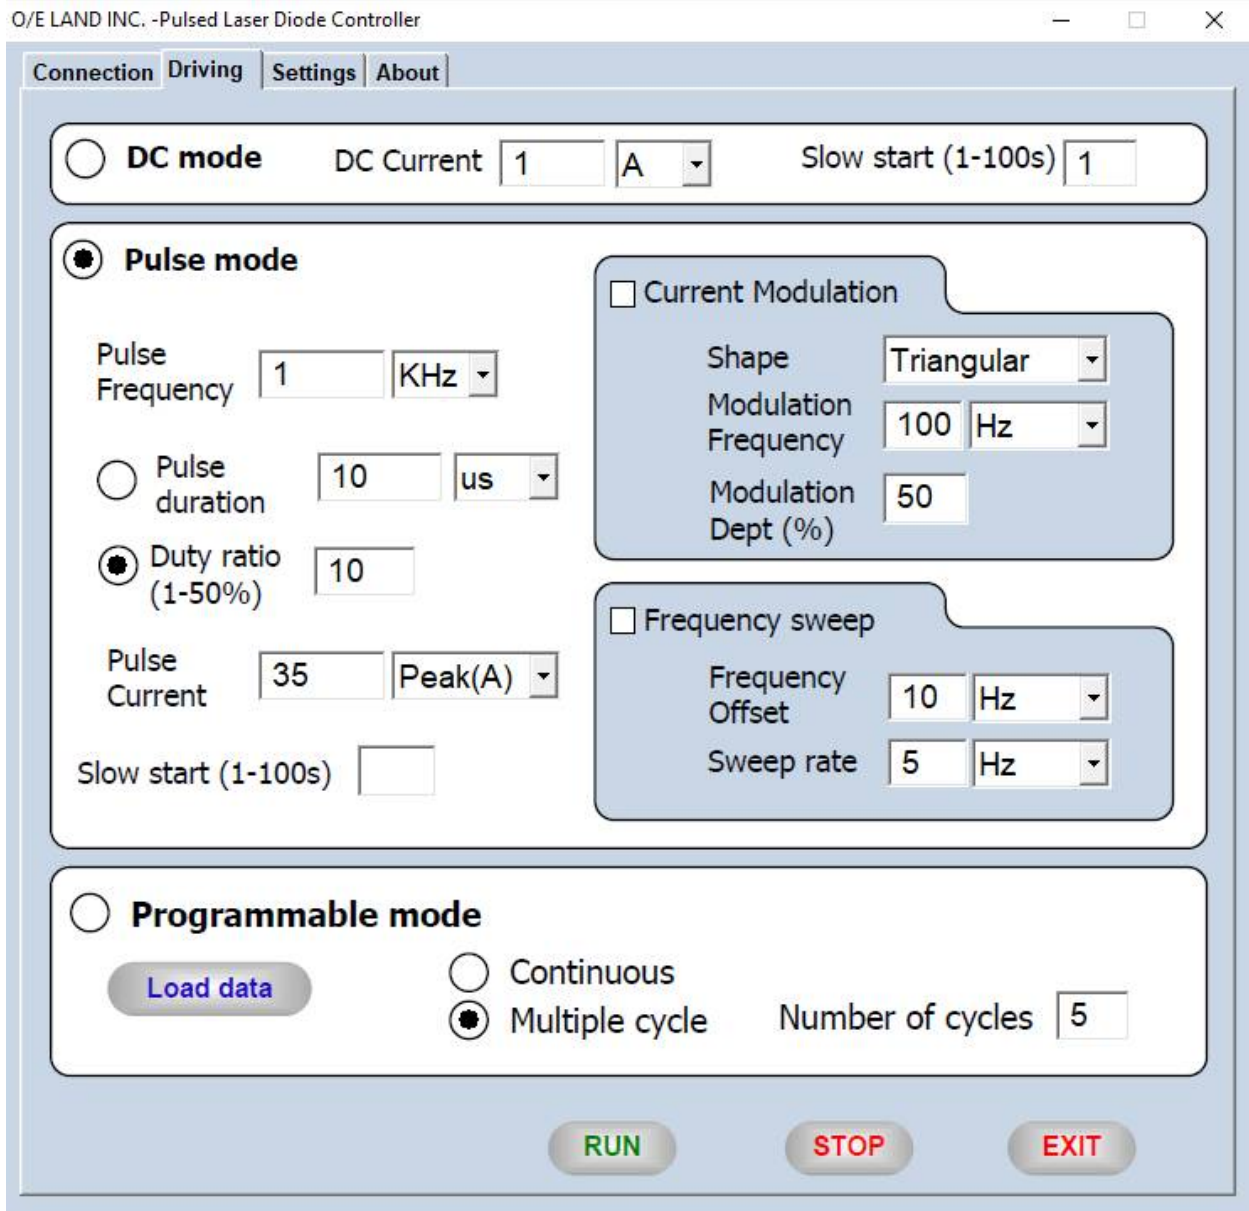 O/E LAND INC. -Pulsed Laser Diode Controller
Connection Driving Settings About
DC mode DC Current 1 A Slow start (1-100s) 1
Pulse mode
Pulse
Frequency 1 KHz
Pulse
duration 10 us
Duty ratio
(1-50%) 10
Pulse
Current 35 Peak(A)
Slow start (1-100s)
Current Modulation
Shape Triangular
Modulation
Frequency 100 Hz
Modulation
Dept (%) 50
Frequency sweep
Frequency
Offset 10 Hz
Sweep rate 5 Hz
Programmable mode
Load data
Continuous
Multiple cycle
Number of cycles 5
RUN STOP EXIT